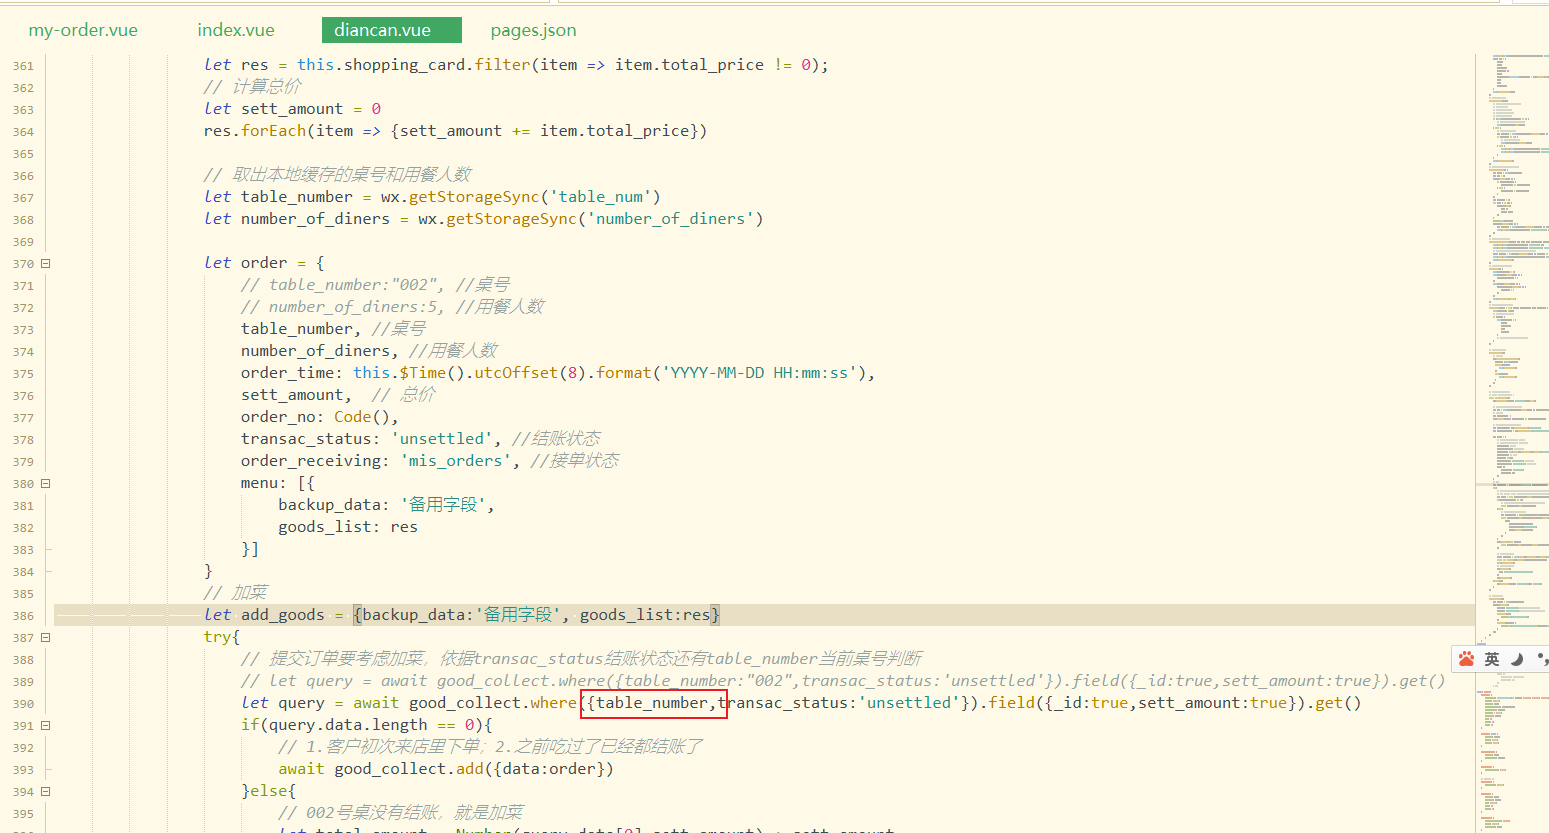 my-order.vue index.vue diancan.vue pages.json
361 let res = this.shopping_card.filter(item => item.total_price != 0);
362 // 计算总价
363 let sett_amount = 0
364 res.forEach(item => {sett_amount += item.total_price})
365
366 // 取出本地缓存的桌号和用餐人数
367 let table_number = wx.getStorageSync('table_num')
368 let number_of_diners = wx.getStorageSync('number_of_diners')
369
370 let order = {
371 // table_number:"002", //桌号
372 // number_of_diners:5, //用餐人数
373 table_number, //桌号
374 number_of_diners, //用餐人数
375 order_time: this.$Time().utcOffset(8).format('YYYY-MM-DD HH:mm:ss'),
376 sett_amount, // 总价
377 order_no: Code(),
378 transac_status: 'unsettled', //结账状态
379 order_receiving: 'mis_orders', //接单状态
380 menu: [{
381 backup_data: '备用字段',
382 goods_list: res
383 }]
384 }
385 // 加菜
386 let add_goods = {backup_data:'备用字段', goods_list:res}
387 try{
388 // 提交订单要考虑加菜，依据transac_status结账状态还有table_number当前桌号判断
389 // let query = await good_collect.where({table_number:"002",transac_status:'unsettled'}).field({_id:true,sett_amount:true}).get()
390 let query = await good_collect.where({table_number,transac_status:'unsettled'}).field({_id:true,sett_amount:true}).get()
391 if(query.data.length == 0){
392 // 1.客户初次来店里下单；2.之前吃过了已经都结账了
393 await good_collect.add({data:order})
394 }else{
395 // 002号桌没有结账，就是加菜
let total_amount = Number(query.data[0].sett_amount) + sett_amount
英